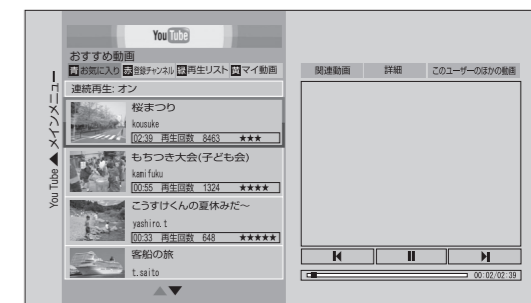 You Tube
おすすめ動画
青 お気に入り 赤 登録チャンネル 緑 再生リスト 黄 マイ動画
連続再生: オン
桜まつり
kousuke
02:39 再生回数 8463 ★★★
もちつき大会(子ども会)
kamifuku
00:55 再生回数 1324 ★★★★
こうすけくんの夏休みだ〜
yashiro.t
00:33 再生回数 648 ★★★★★
客船の旅
t.saito
You Tube ◀ メインメニュー
関連動画 詳細 このユーザーのほかの動画
00:02/02:39